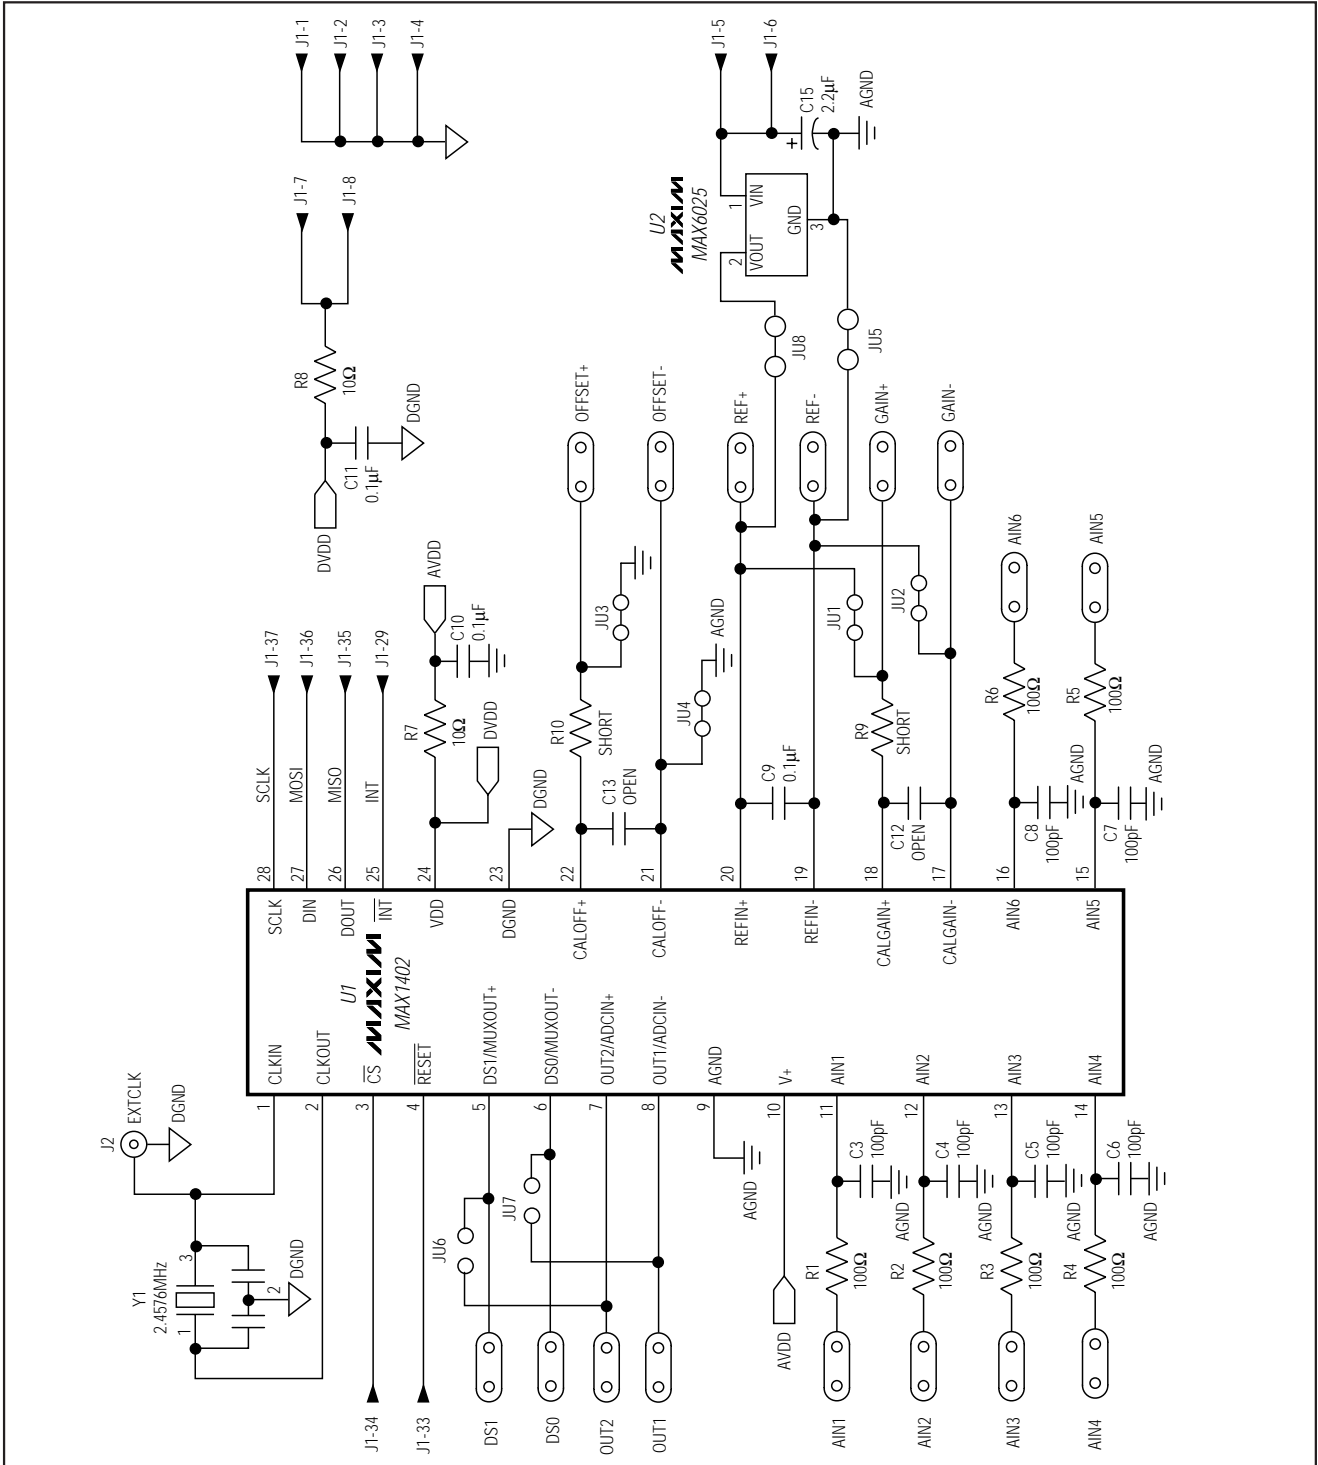 J1-1
J1-2
J1-3
J1-4
J1-7
J1-8
R8
10Ω
C11
0.1µF
DGND
DVDD
J1-5
J1-6
C15
2.2µF
+
AGND
U2
MAXIM
MAX6025
1
VIN
2
VOUT
GND
3
JU8
JU5
SCLK
J1-37
MOSI
J1-36
MISO
J1-35
INT
J1-29
AVDD
C10
0.1µF
R7
10Ω
DVDD
DGND
OFFSET+
OFFSET-
JU3
R10
SHORT
C13
OPEN
JU4
AGND
REF+
REF-
GAIN+
GAIN-
JU1
JU2
C9
0.1µF
R9
SHORT
C12
OPEN
AIN6
AIN5
R6
100Ω
R5
100Ω
C8
100pF
AGND
C7
100pF
AGND
28
27
26
25
24
23
22
21
20
19
18
17
16
15
SCLK
DIN
DOUT
INT
VDD
DGND
CALOFF+
CALOFF-
REFIN+
REFIN-
CALGAIN+
CALGAIN-
AIN6
AIN5
U1
MAXIM
MAX1402
CLKIN
CLKOUT
CS
RESET
DS1/MUXOUT+
DS0/MUXOUT-
OUT2/ADCIN+
OUT1/ADCIN-
AGND
V+
AIN1
AIN2
AIN3
AIN4
1
2
3
4
5
6
7
8
9
10
11
12
13
14
J2
EXTCLK
DGND
Y1
2.4576MHz
3
1
2
DGND
J1-34
J1-33
JU6
JU7
DS1
DS0
OUT2
OUT1
AGND
AVDD
C3
100pF
AGND
R1
100Ω
AIN1
C4
100pF
AGND
R2
100Ω
AIN2
C5
100pF
AGND
R3
100Ω
AIN3
C6
100pF
AGND
R4
100Ω
AIN4